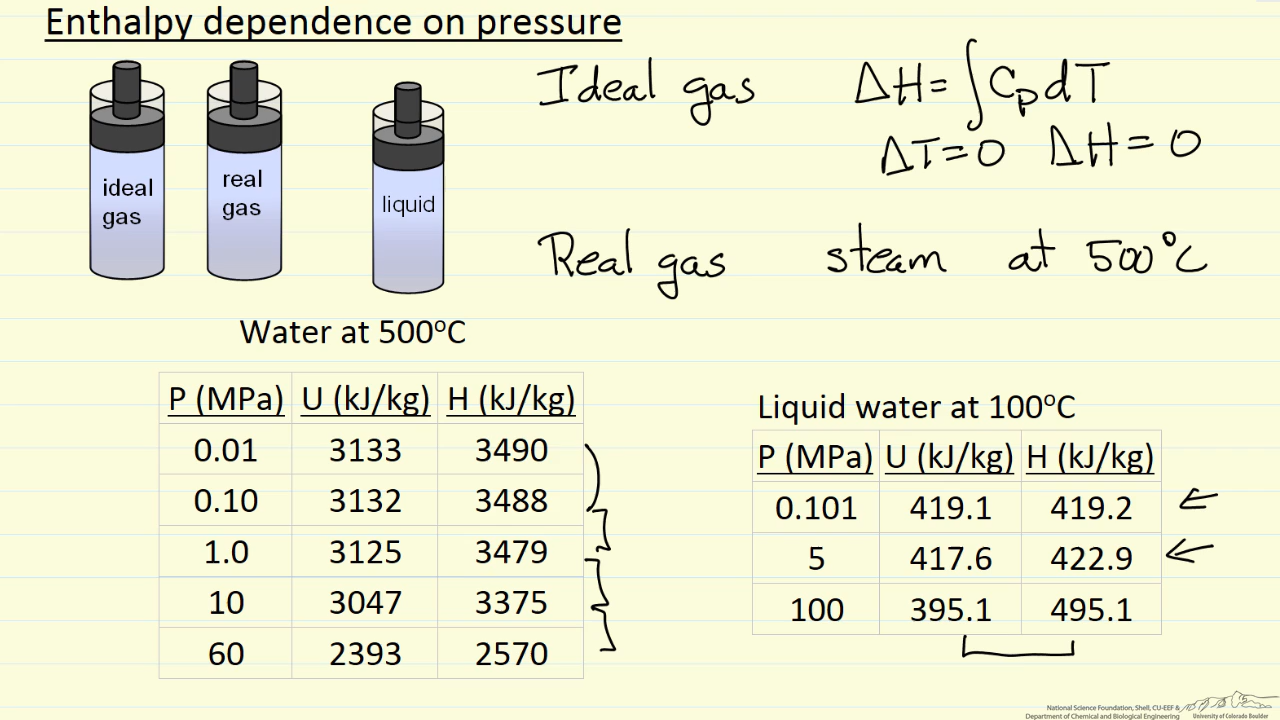 Enthalpy dependence on pressure
ideal gas
real gas
liquid
Ideal gas ΔH=∫CpdT
ΔT=0 ΔH=0
Real gas steam at 500°C
Water at 500°C
P (MPa) U (kJ/kg) H (kJ/kg)
0.01 3133 3490
0.10 3132 3488
1.0 3125 3479
10 3047 3375
60 2393 2570
Liquid water at 100°C
P (MPa) U (kJ/kg) H (kJ/kg)
0.101 419.1 419.2
5 417.6 422.9
100 395.1 495.1
National Science Foundation, Shell, CU-EEF &
Department of Chemical and Biological Engineering
University of Colorado Boulder